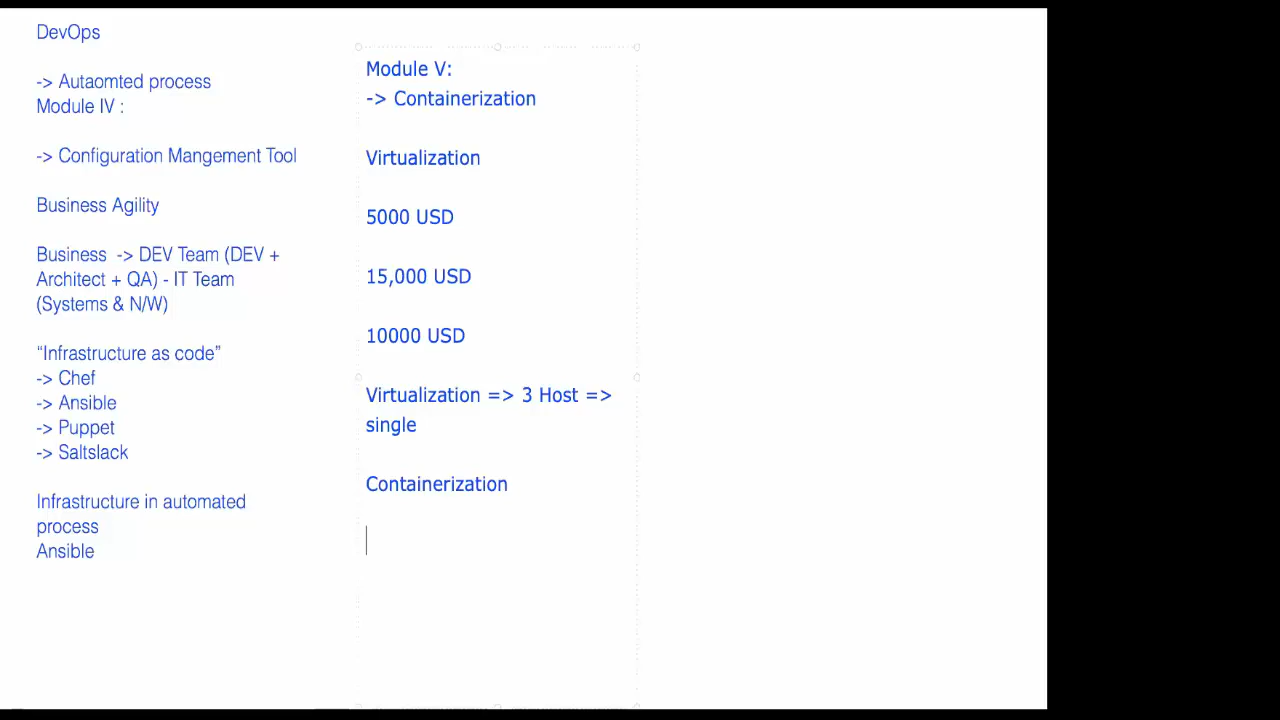 DevOps
-> Autaomted process
Module IV :
-> Configuration Mangement Tool
Business Agility
Business -> DEV Team (DEV +
Architect + QA) - IT Team
(Systems & N/W)
“Infrastructure as code”
-> Chef
-> Ansible
-> Puppet
-> Saltslack
Infrastructure in automated
process
Ansible
Module V:
-> Containerization
Virtualization
5000 USD
15,000 USD
10000 USD
Virtualization => 3 Host =>
single
Containerization